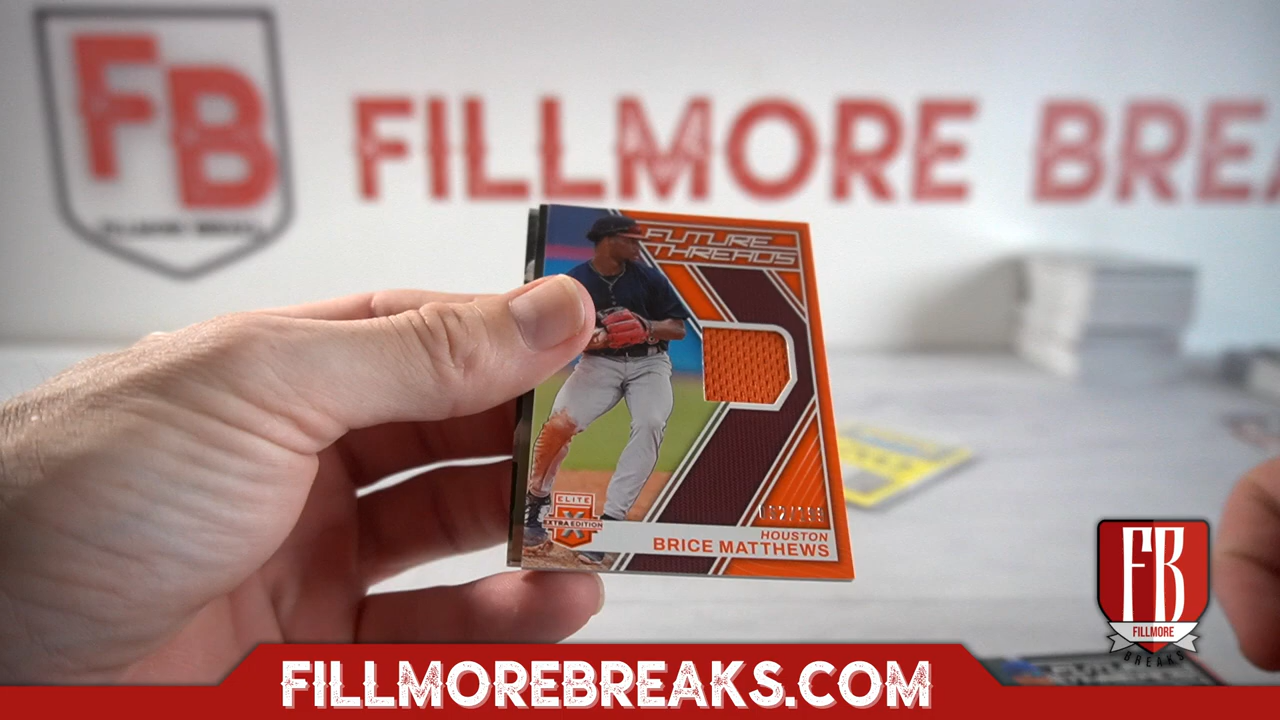 FB
FILLMORE BREA
FUTURE
THREADS
ELITE
EXTRA EDITION
HOUSTON
BRICE MATTHEWS
FB
FILLMORE
BREAKS
FILLMOREBREAKS.COM